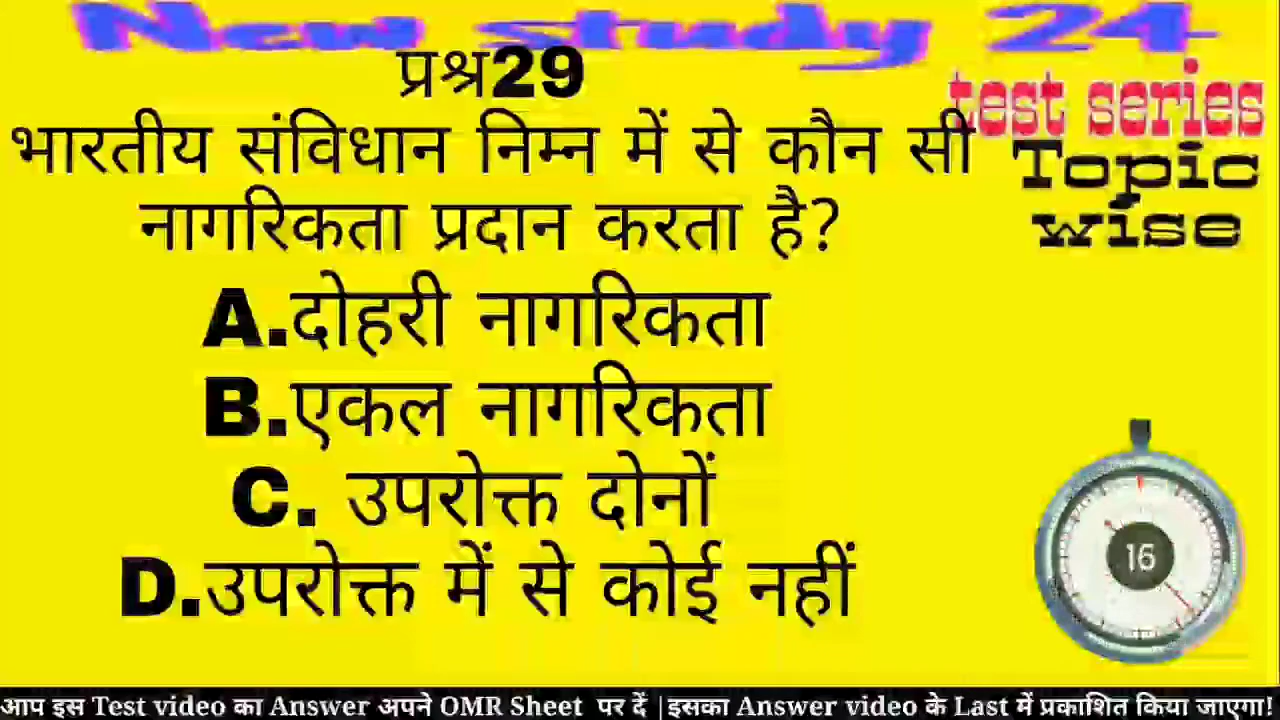 New study 24
प्रश्न29
test series
Topic
wise
भारतीय संविधान निम्न में से कौन सी
नागरिकता प्रदान करता है?
A.दोहरी नागरिकता
B.एकल नागरिकता
C. उपरोक्त दोनों
D.उपरोक्त में से कोई नहीं
16
आप इस Test video का Answer अपने OMR Sheet पर दें |इसका Answer video के Last में प्रकाशित किया जाएगा!